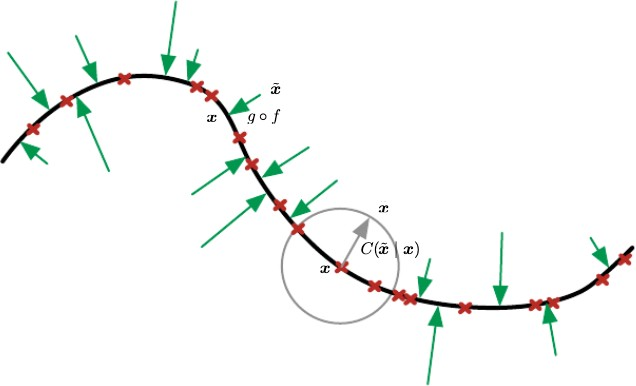 x̃
x g ∘ f
x
C(x̃ | x)
x